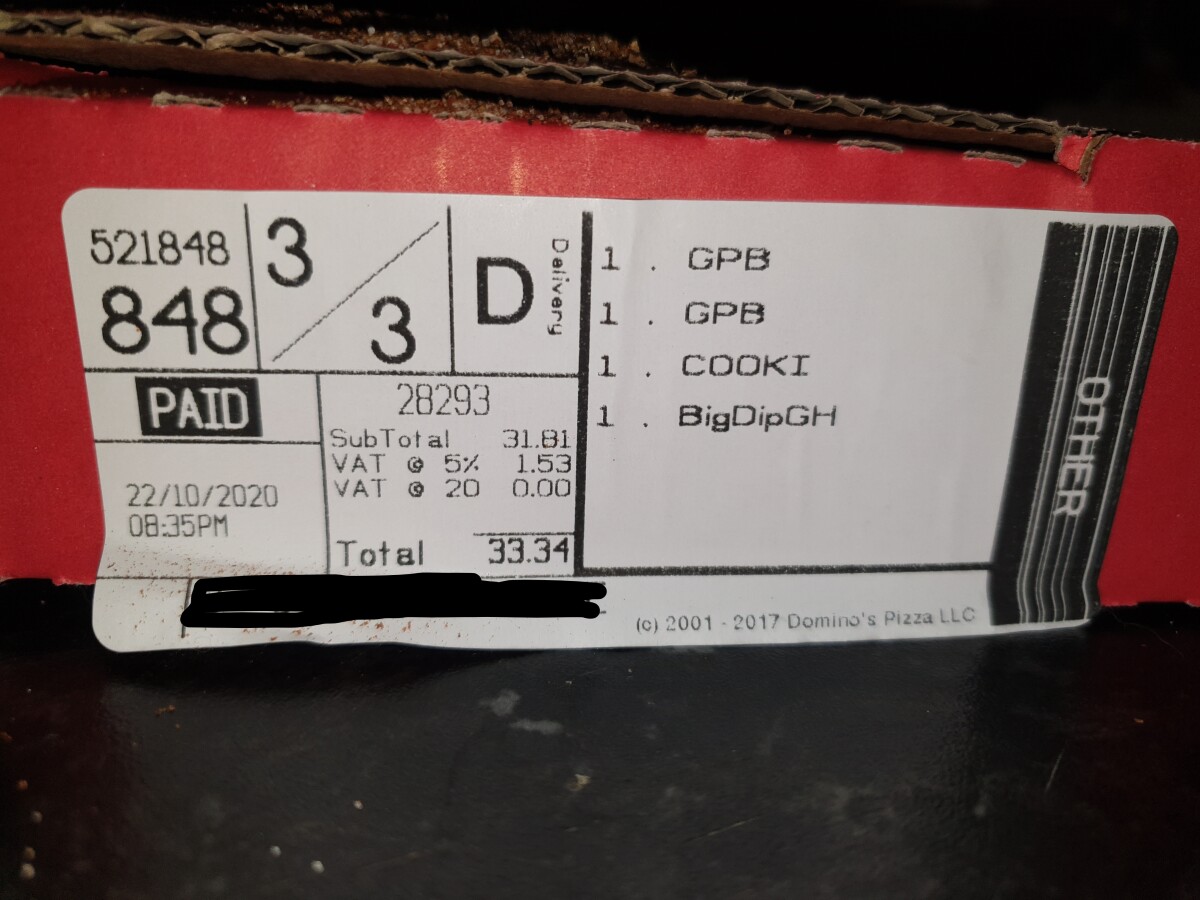 521848
848
3/3
D Delivery
PAID
22/10/2020
08:35PM
28293
SubTotal 31.81
VAT @ 5% 1.53
VAT @ 20 0.00
Total 33.34
1 . GPB
1 . GPB
1 . COOKI
1 . BigDipGH
OTHER
(c) 2001 - 2017 Domino's Pizza LLC